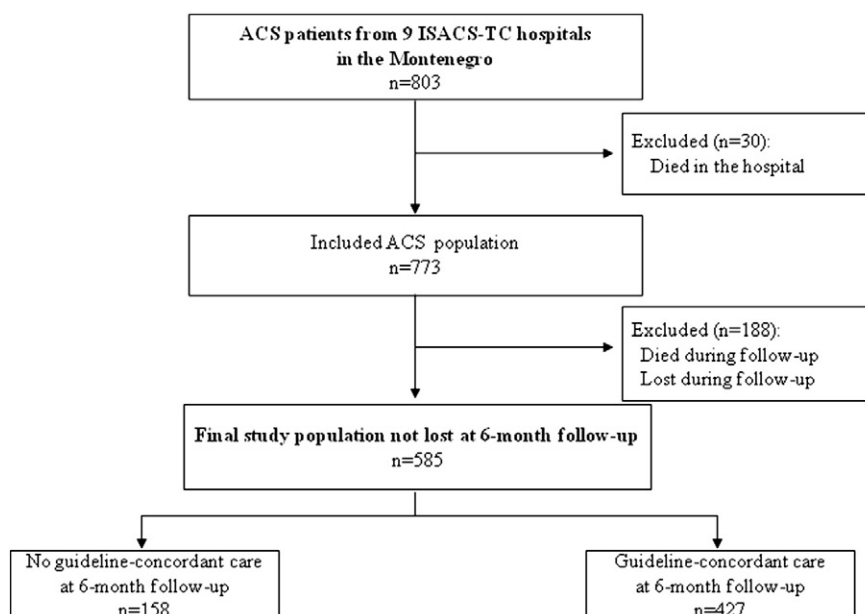 ACS patients from 9 ISACS-TC hospitals
in the Montenegro
n=803
Excluded (n=30):
Died in the hospital
Included ACS population
n=773
Excluded (n=188):
Died during follow-up
Lost during follow-up
Final study population not lost at 6-month follow-up
n=585
No guideline-concordant care
at 6-month follow-up
n=158
Guideline-concordant care
at 6-month follow-up
n=427